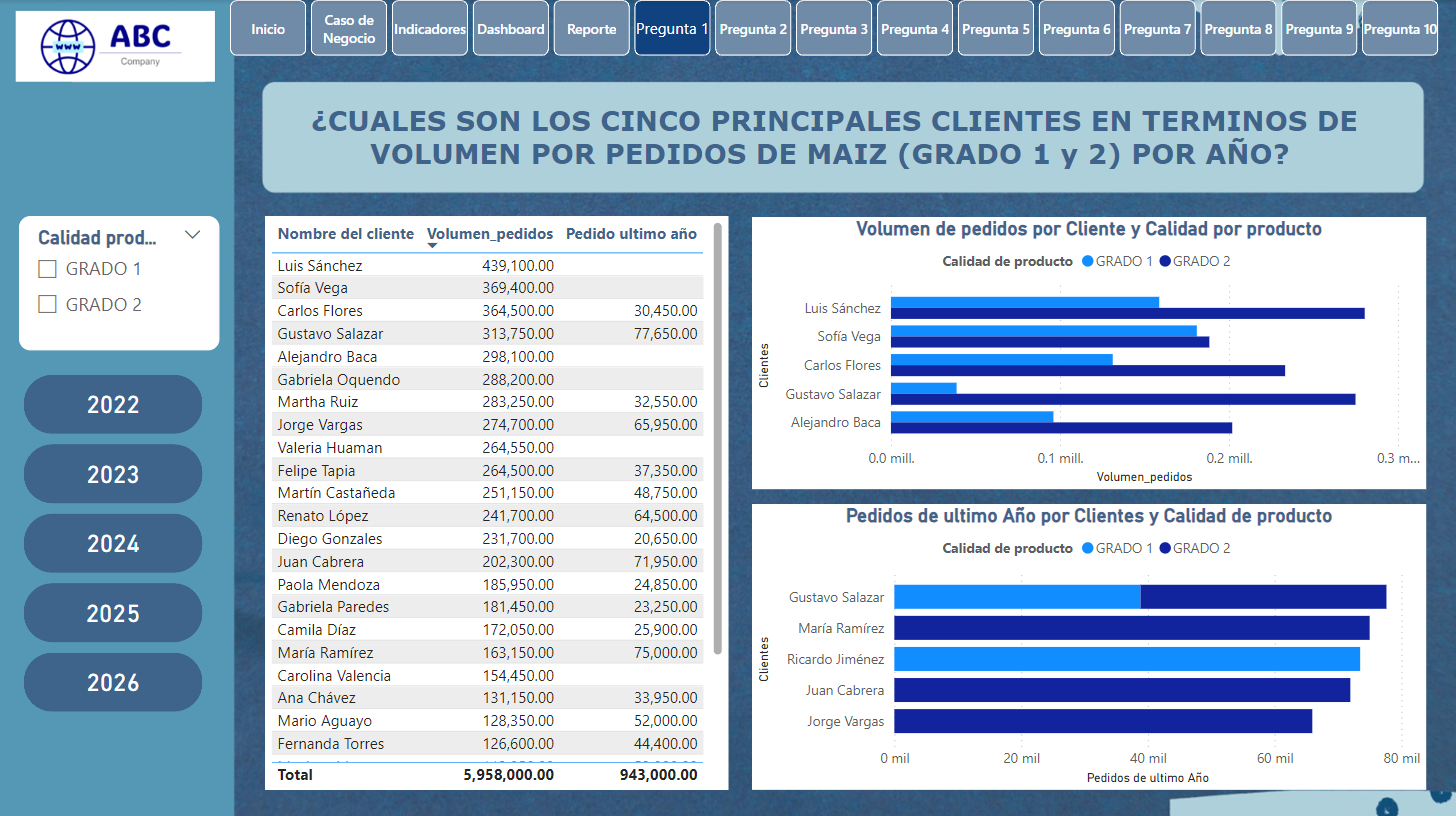 WWW
ABC
Company
Inicio
Caso de
Negocio
Indicadores
Dashboard
Reporte
Pregunta 1
Pregunta 2
Pregunta 3
Pregunta 4
Pregunta 5
Pregunta 6
Pregunta 7
Pregunta 8
Pregunta 9
Pregunta 10
¿CUALES SON LOS CINCO PRINCIPALES CLIENTES EN TERMINOS DE
VOLUMEN POR PEDIDOS DE MAIZ (GRADO 1 y 2) POR AÑO?
Calidad prod...
GRADO 1
GRADO 2
2022
2023
2024
2025
2026
Nombre del cliente Volumen_pedidos Pedido ultimo año
Luis Sánchez 439,100.00
Sofía Vega 369,400.00
Carlos Flores 364,500.00 30,450.00
Gustavo Salazar 313,750.00 77,650.00
Alejandro Baca 298,100.00
Gabriela Oquendo 288,200.00
Martha Ruiz 283,250.00 32,550.00
Jorge Vargas 274,700.00 65,950.00
Valeria Huaman 264,550.00
Felipe Tapia 264,500.00 37,350.00
Martín Castañeda 251,150.00 48,750.00
Renato López 241,700.00 64,500.00
Diego Gonzales 231,700.00 20,650.00
Juan Cabrera 202,300.00 71,950.00
Paola Mendoza 185,950.00 24,850.00
Gabriela Paredes 181,450.00 23,250.00
Camila Díaz 172,050.00 25,900.00
María Ramírez 163,150.00 75,000.00
Carolina Valencia 154,450.00
Ana Chávez 131,150.00 33,950.00
Mario Aguayo 128,350.00 52,000.00
Fernanda Torres 126,600.00 44,400.00
Total 5,958,000.00 943,000.00
Volumen de pedidos por Cliente y Calidad por producto
Calidad de producto GRADO 1 GRADO 2
Clientes
Luis Sánchez
Sofía Vega
Carlos Flores
Gustavo Salazar
Alejandro Baca
0.0 mill. 0.1 mill. 0.2 mill. 0.3 m...
Volumen_pedidos
Pedidos de ultimo Año por Clientes y Calidad de producto
Calidad de producto GRADO 1 GRADO 2
Clientes
Gustavo Salazar
María Ramírez
Ricardo Jiménez
Juan Cabrera
Jorge Vargas
0 mil 20 mil 40 mil 60 mil 80 mil
Pedidos de ultimo Año